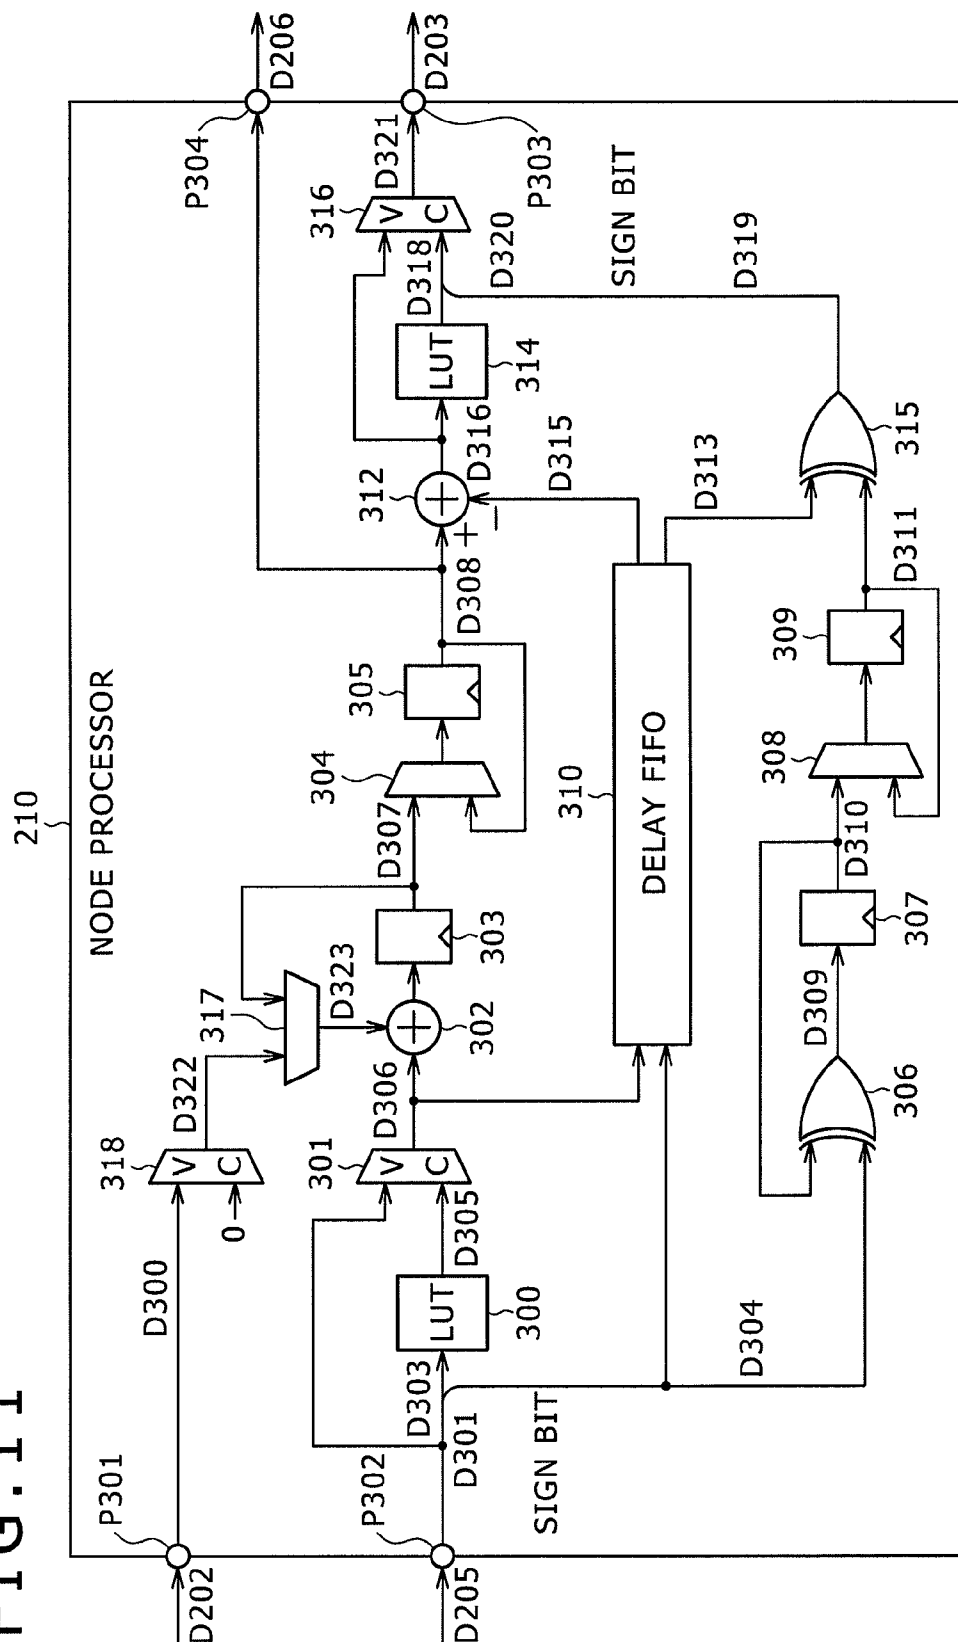 FIG.11
210
NODE PROCESSOR
D202
P301
D300
318
V
C
0
D322
317
D323
P304
D206
D205
P302
D301
D303
LUT
300
D305
301
V
C
D306
302
303
D307
304
305
D308
312
+
−
D316
LUT
314
D318
316
V
C
D321
P303
D203
D320
SIGN BIT
D319
SIGN BIT
D304
310
DELAY FIFO
D315
D313
306
D309
307
D310
308
309
D311
315